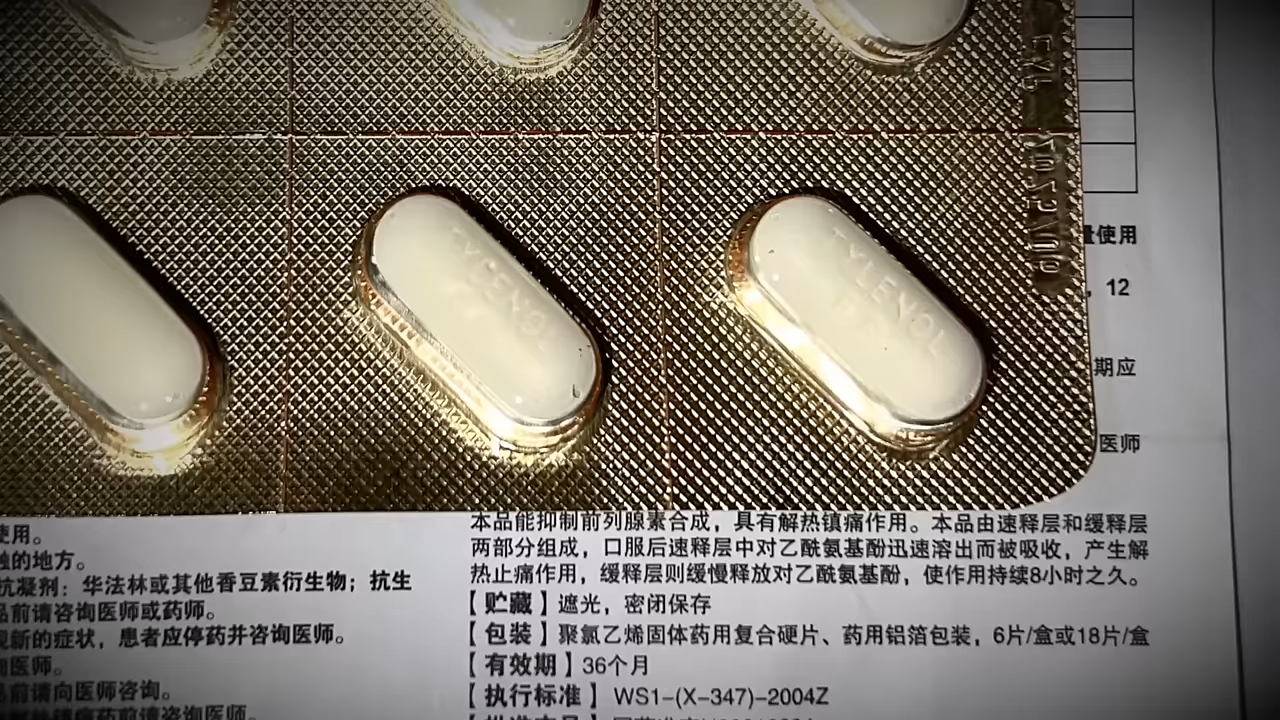 TYLENOL
TYLENOL
量使用
，12
期应
医师
使用。
的地方。
抗凝剂：华法林或其他香豆素衍生物；抗生
品前请咨询医师或药师。
现新的症状，患者应停药并咨询医师。
询医师。
品前请向医师咨询。
本品能抑制前列腺素合成，具有解热镇痛作用。本品由速释层和缓释层
两部分组成，口服后速释层中对乙酰氨基酚迅速溶出而被吸收，产生解
热止痛作用，缓释层则缓慢释放对乙酰氨基酚，使作用持续8小时之久。
【贮藏】遮光，密闭保存
【包装】聚氯乙烯固体药用复合硬片、药用铝箔包装，6片/盒或18片/盒
【有效期】36个月
【执行标准】WS1-(X-347)-2004Z